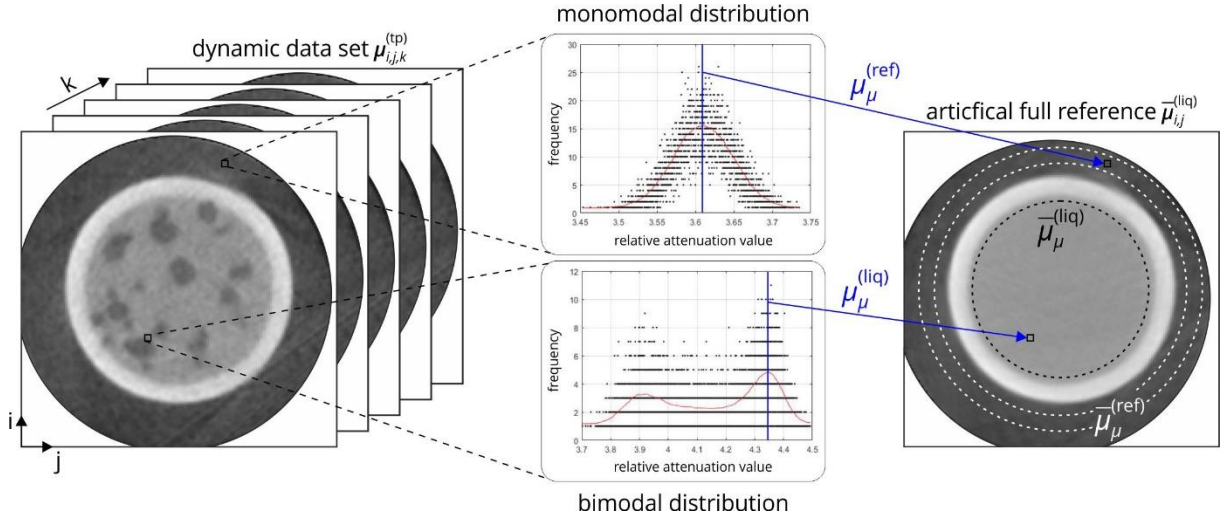 monomodal distribution
dynamic data set μ(tp)i,j,k
k
i
j
30
25
20
15
10
5
0
frequency
3.45 3.5 3.55 3.6 3.65 3.7 3.75
relative attenuation value
μμ(ref)
articfical full reference μ̄(liq)i,j
μ̄μ(liq)
12
10
8
6
4
2
0
frequency
3.7 3.8 3.9 4 4.1 4.2 4.3 4.4 4.5
relative attenuation value
μμ(liq)
μ̄μ(ref)
bimodal distribution